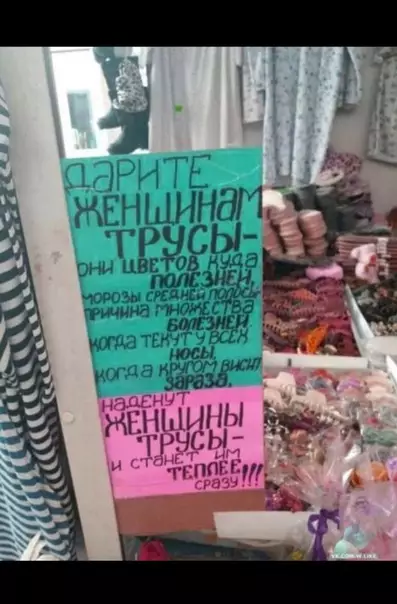 ДАРИТЕ
ЖЕНЩИНАМ
ТРУСЫ-
ОНИ ЦВЕТОВ КУДА
ПОЛЕЗНЕЙ,
МОРОЗЫ СРЕДНЕЙ ПОЛОСЫ-
ПРИЧИНА МНОЖЕСТВА
БОЛЕЗНЕЙ.
КОГДА ТЕКУТ У ВСЕХ
НОСЫ,
КОГДА КРУГОМ ВИСИТ
ЗАРАЗА,
НАДЕНУТ
ЖЕНЩИНЫ
ТРУСЫ-
И СТАНЕТ ИМ
ТЕПЛЕЕ
СРАЗУ!!!